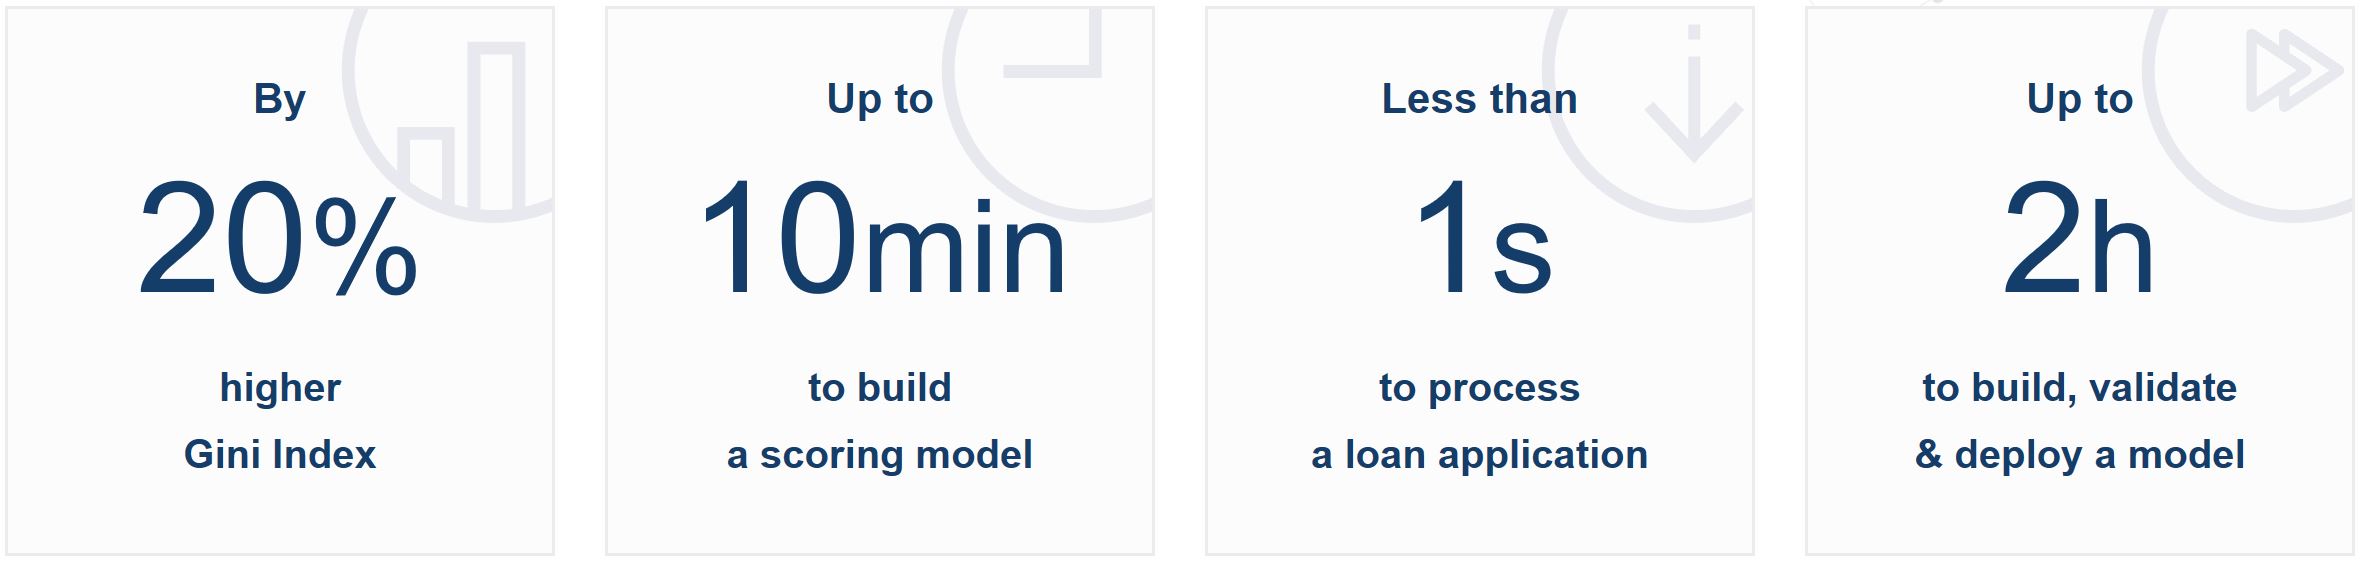 By
20%
higher
Gini Index
Up to
10min
to build
a scoring model
Less than
1s
to process
a loan application
Up to
2h
to build, validate
& deploy a model